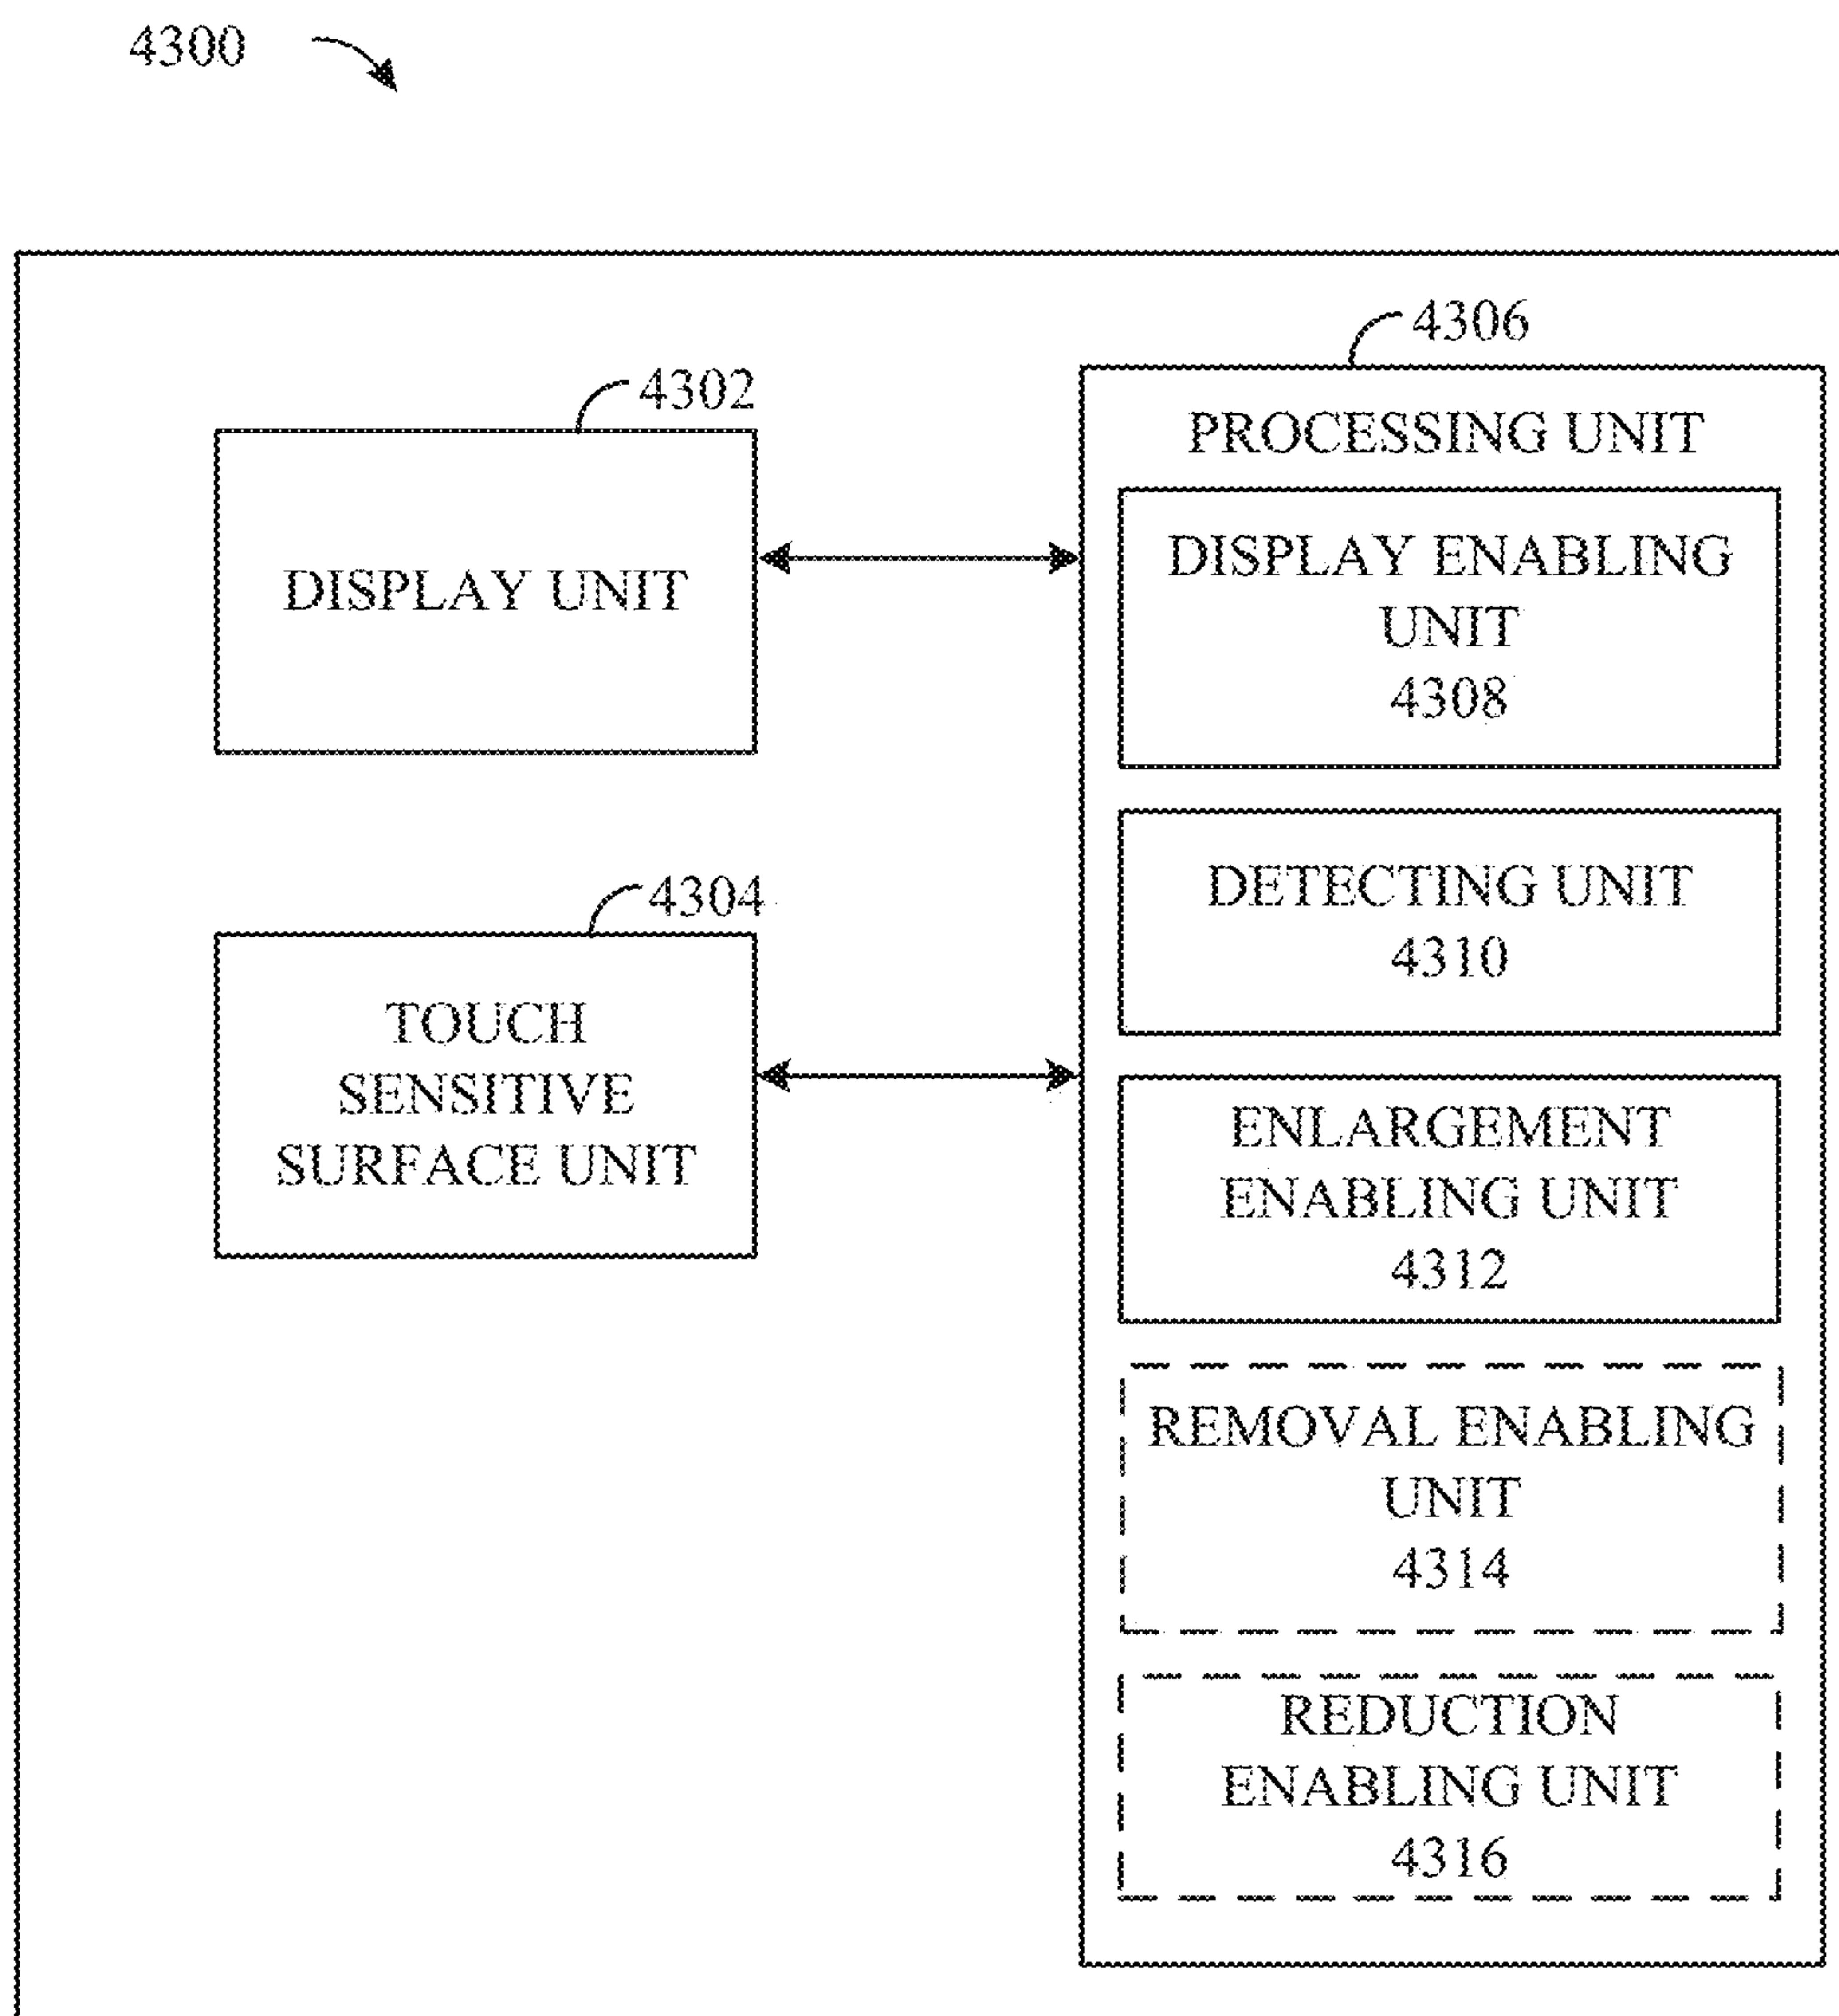 4300
4302
DISPLAY UNIT
4304
TOUCH
SENSITIVE
SURFACE UNIT
4306
PROCESSING UNIT
DISPLAY ENABLING
UNIT
4308
DETECTING UNIT
4310
ENLARGEMENT
ENABLING UNIT
4312
REMOVAL ENABLING
UNIT
4314
REDUCTION
ENABLING UNIT
4316